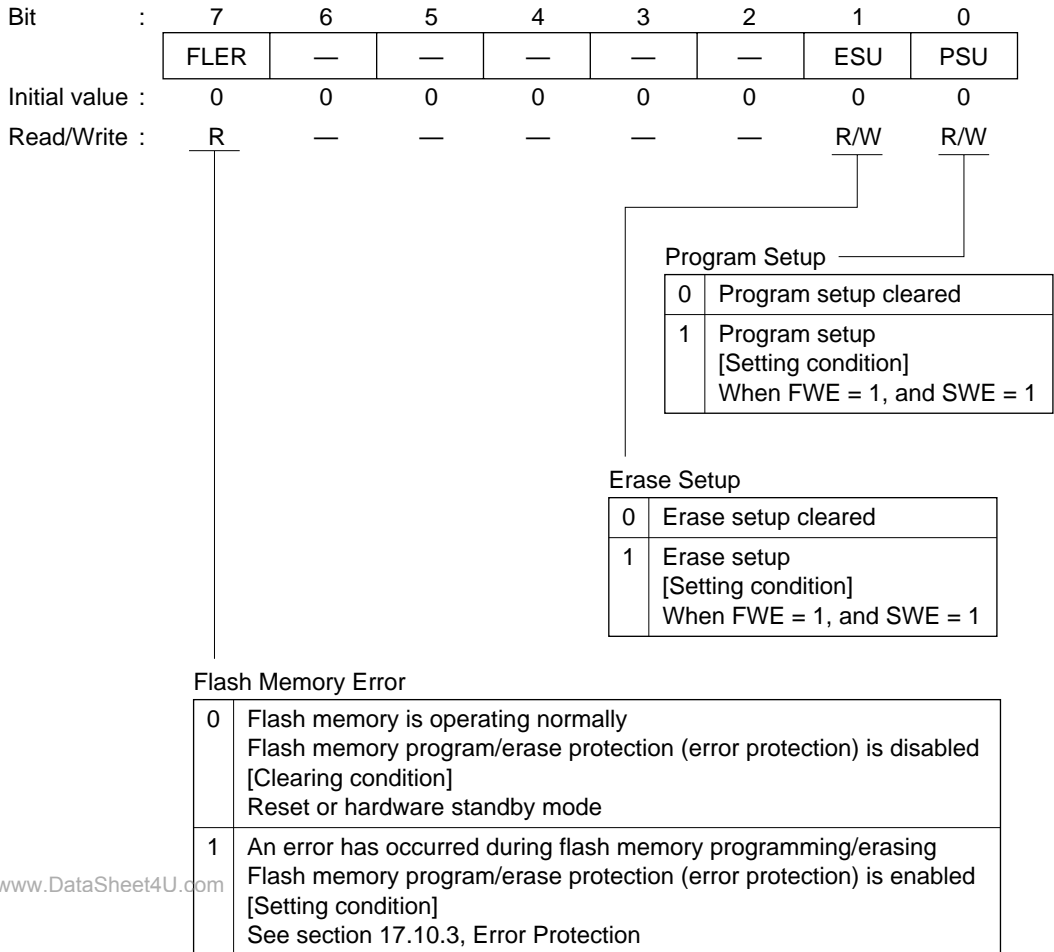 Bit : 7 6 5 4 3 2 1 0
FLER — — — — — ESU PSU
Initial value : 0 0 0 0 0 0 0 0
Read/Write : R — — — — — R/W R/W
Program Setup
0 Program setup cleared
1 Program setup
[Setting condition]
When FWE = 1, and SWE = 1
Erase Setup
0 Erase setup cleared
1 Erase setup
[Setting condition]
When FWE = 1, and SWE = 1
Flash Memory Error
0 Flash memory is operating normally
Flash memory program/erase protection (error protection) is disabled
[Clearing condition]
Reset or hardware standby mode
1 An error has occurred during flash memory programming/erasing
Flash memory program/erase protection (error protection) is enabled
[Setting condition]
See section 17.10.3, Error Protection
www.DataSheet4U.com